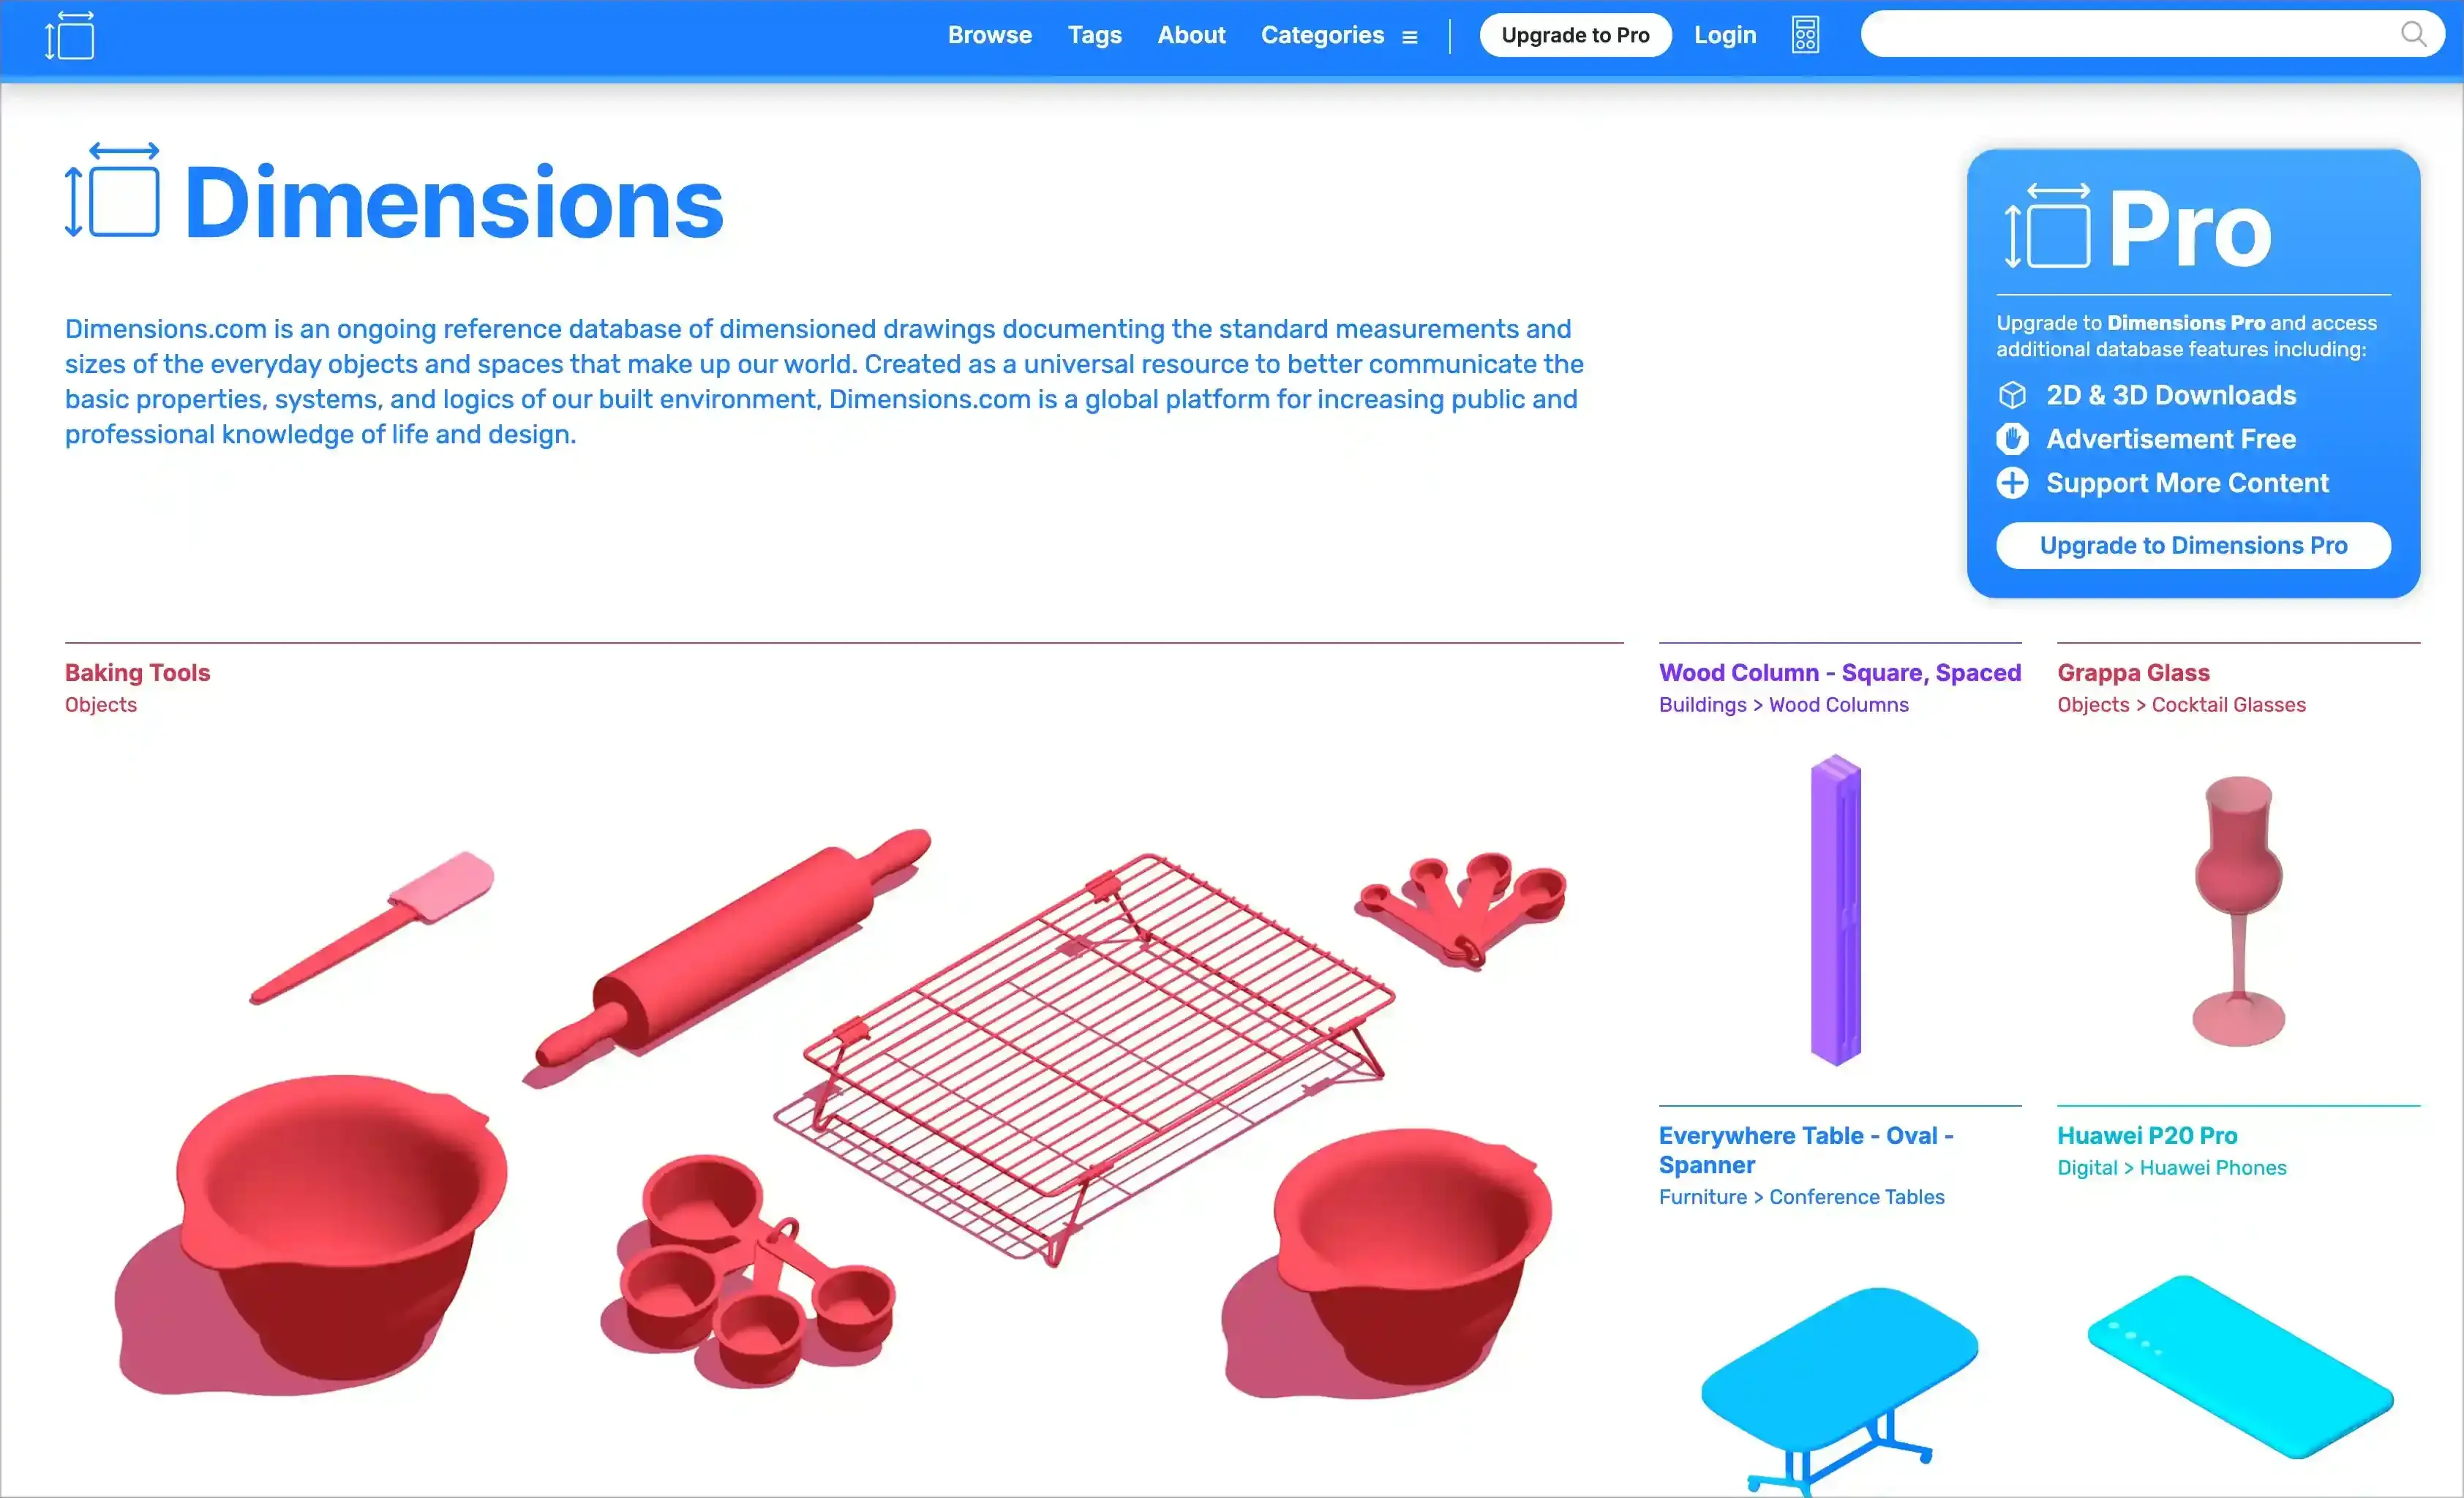 Browse Tags About Categories Upgrade to Pro Login
Dimensions
Dimensions.com is an ongoing reference database of dimensioned drawings documenting the standard measurements and
sizes of the everyday objects and spaces that make up our world. Created as a universal resource to better communicate the
basic properties, systems, and logics of our built environment, Dimensions.com is a global platform for increasing public and
professional knowledge of life and design.
Pro
Upgrade to Dimensions Pro and access
additional database features including:
2D & 3D Downloads
Advertisement Free
Support More Content
Upgrade to Dimensions Pro
Baking Tools
Objects
Wood Column - Square, Spaced
Buildings > Wood Columns
Grappa Glass
Objects > Cocktail Glasses
Everywhere Table - Oval -
Spanner
Furniture > Conference Tables
Huawei P20 Pro
Digital > Huawei Phones